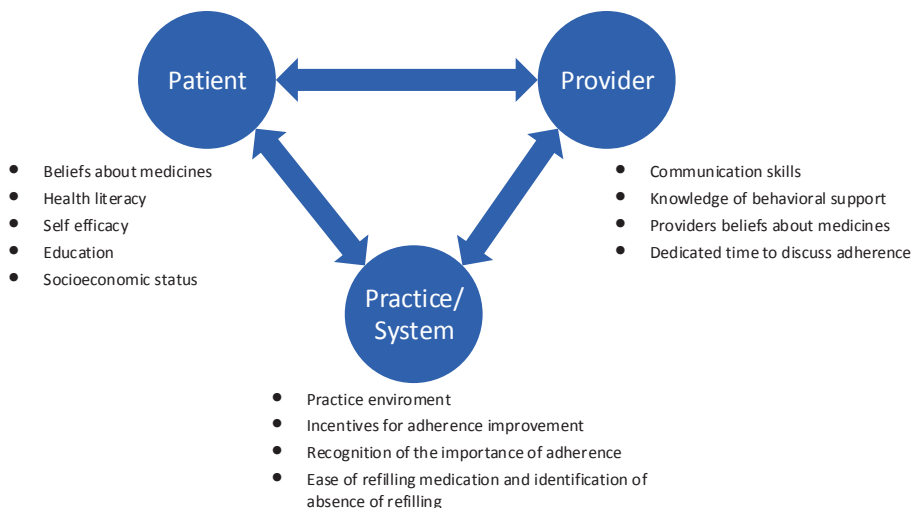 Patient
Provider
• Beliefs about medicines
• Health literacy
• Self efficacy
• Education
• Socioeconomic status
• Communication skills
• Knowledge of behavioral support
• Providers beliefs about medicines
• Dedicated time to discuss adherence
Practice/
System
• Practice enviroment
• Incentives for adherence improvement
• Recognition of the importance of adherence
• Ease of refilling medication and identification of
absence of refilling